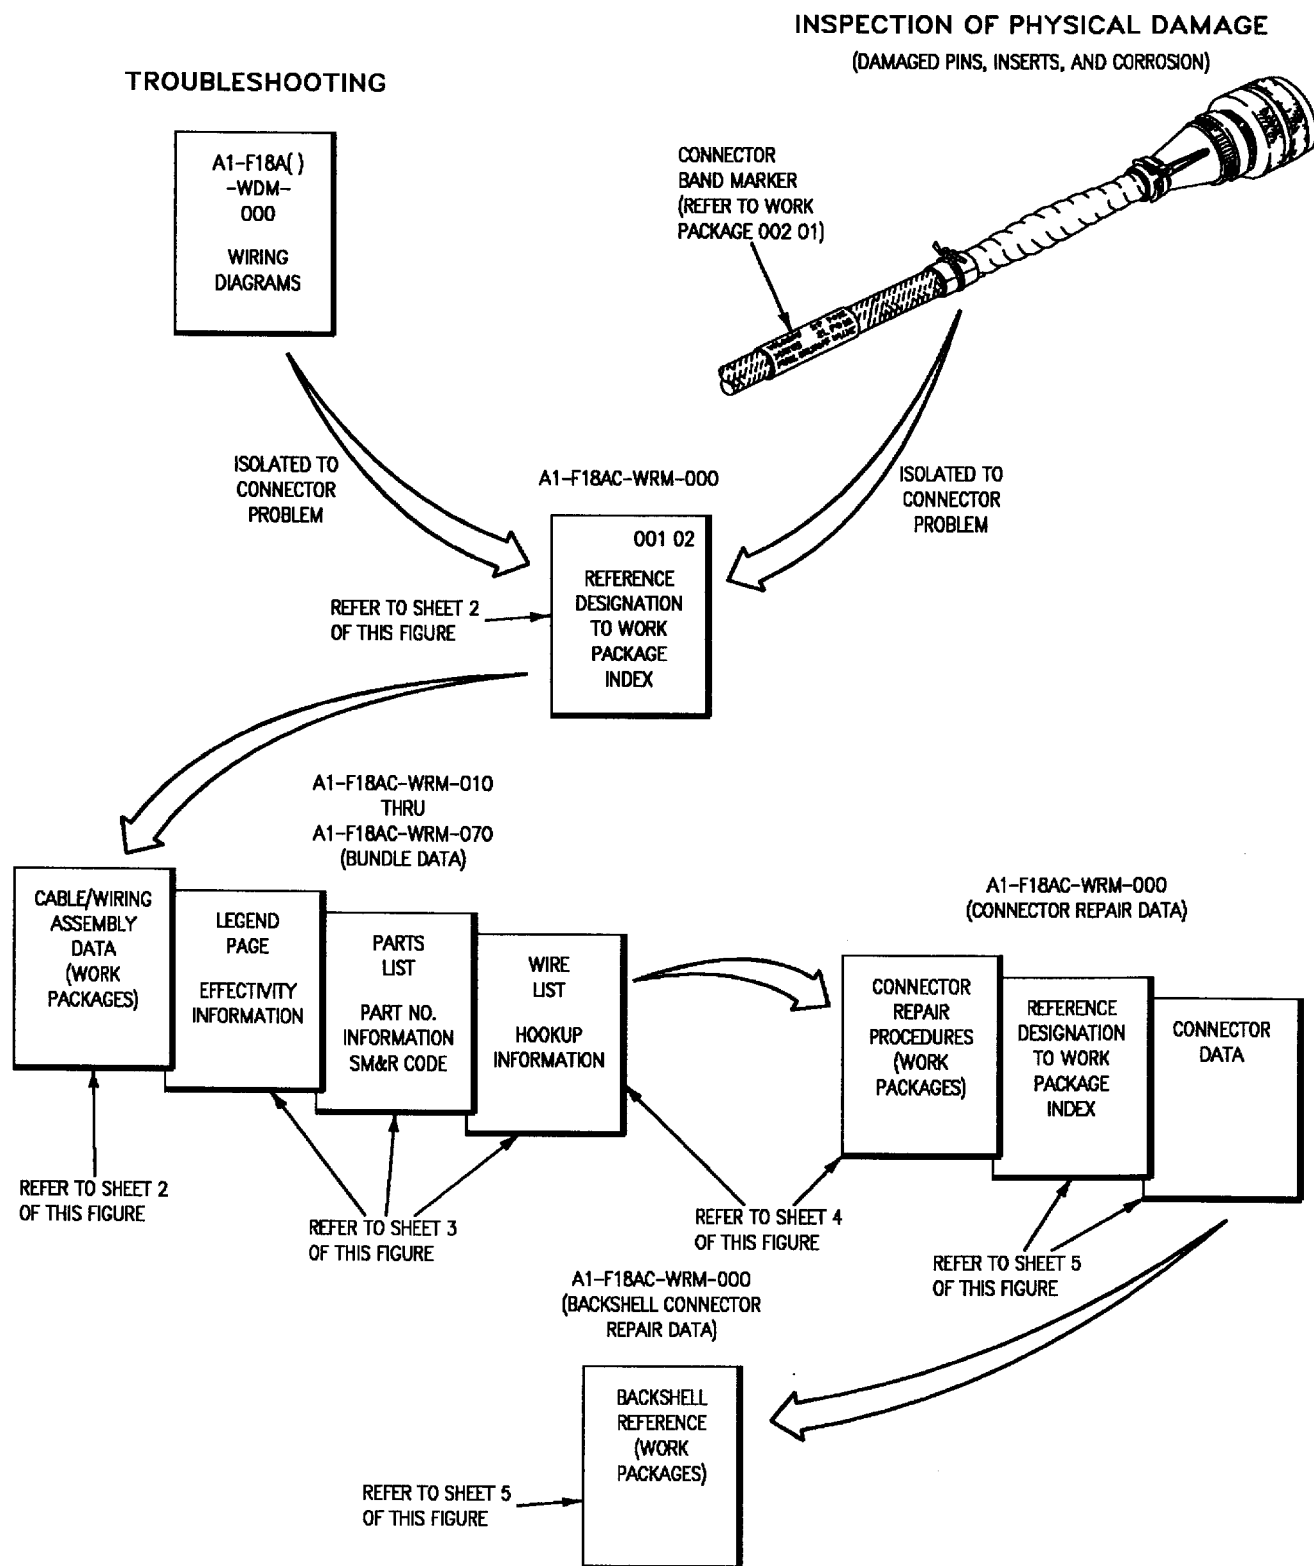 INSPECTION OF PHYSICAL DAMAGE
(DAMAGED PINS, INSERTS, AND CORROSION)
TROUBLESHOOTING
A1-F18A( )
-WDM-
000
WIRING
DIAGRAMS
CONNECTOR
BAND MARKER
(REFER TO WORK
PACKAGE 002 01)
ISOLATED TO
CONNECTOR
PROBLEM
A1-F18AC-WRM-000
ISOLATED TO
CONNECTOR
PROBLEM
001 02
REFERENCE
DESIGNATION
TO WORK
PACKAGE
INDEX
REFER TO SHEET 2
OF THIS FIGURE
A1-F18AC-WRM-010
THRU
A1-F18AC-WRM-070
(BUNDLE DATA)
CABLE/WIRING
ASSEMBLY
DATA
(WORK
PACKAGES)
LEGEND
PAGE
EFFECTIVITY
INFORMATION
PARTS
LIST
PART NO.
INFORMATION
SM&R CODE
WIRE
LIST
HOOKUP
INFORMATION
A1-F18AC-WRM-000
(CONNECTOR REPAIR DATA)
CONNECTOR
REPAIR
PROCEDURES
(WORK
PACKAGES)
REFERENCE
DESIGNATION
TO WORK
PACKAGE
INDEX
CONNECTOR
DATA
REFER TO SHEET 2
OF THIS FIGURE
REFER TO SHEET 3
OF THIS FIGURE
REFER TO SHEET 4
OF THIS FIGURE
REFER TO SHEET 5
OF THIS FIGURE
A1-F18AC-WRM-000
(BACKSHELL CONNECTOR
REPAIR DATA)
BACKSHELL
REFERENCE
(WORK
PACKAGES)
REFER TO SHEET 5
OF THIS FIGURE